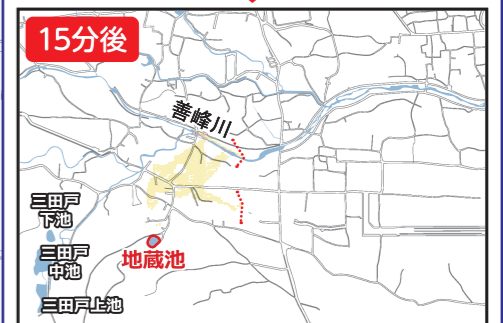 15分後
善峰川
三田戸
下池
三田戸
中池
地蔵池
三田戸上池